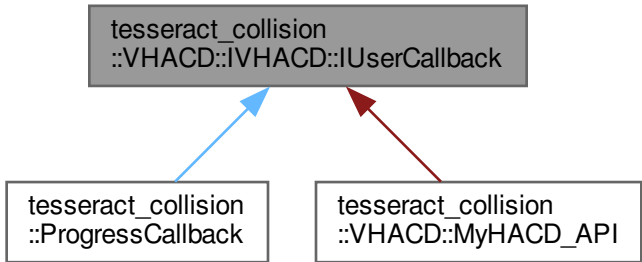 tesseract_collision
::VHACD::IVHACD::IUserCallback
tesseract_collision
::ProgressCallback
tesseract_collision
::VHACD::MyHACD_API